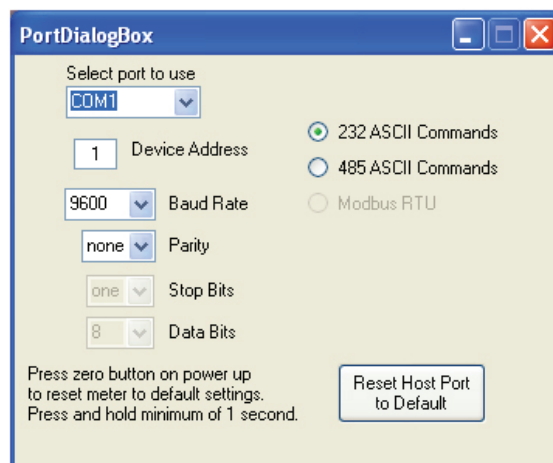 PortDialogBox
Select port to use
COM1
1 Device Address
9600 Baud Rate
none Parity
one Stop Bits
8 Data Bits
232 ASCII Commands
485 ASCII Commands
Modbus RTU
Press zero button on power up
to reset meter to default settings.
Press and hold minimum of 1 second.
Reset Host Port
to Default